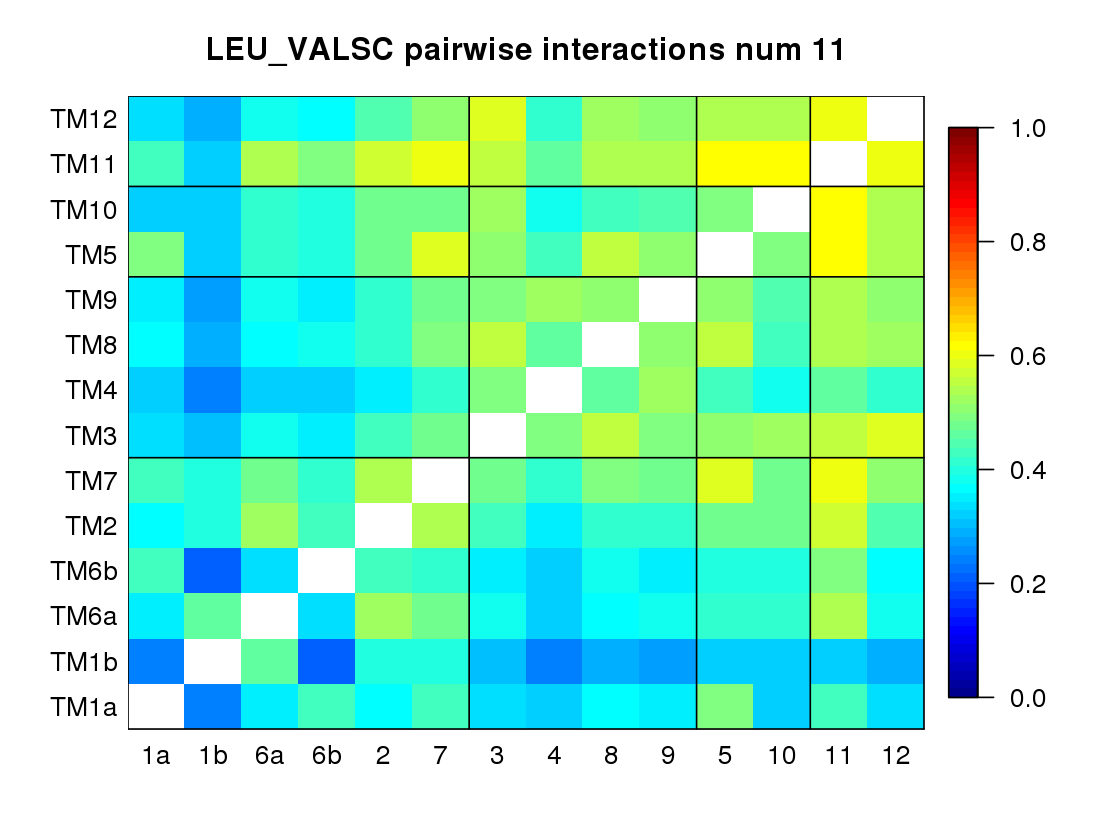 LEU_VALSC pairwise interactions num 11
TM12
TM11
TM10
TM5
TM9
TM8
TM4
TM3
TM7
TM2
TM6b
TM6a
TM1b
TM1a
1a 1b 6a 6b 2 7 3 4 8 9 5 10 11 12
1.0
0.8
0.6
0.4
0.2
0.0